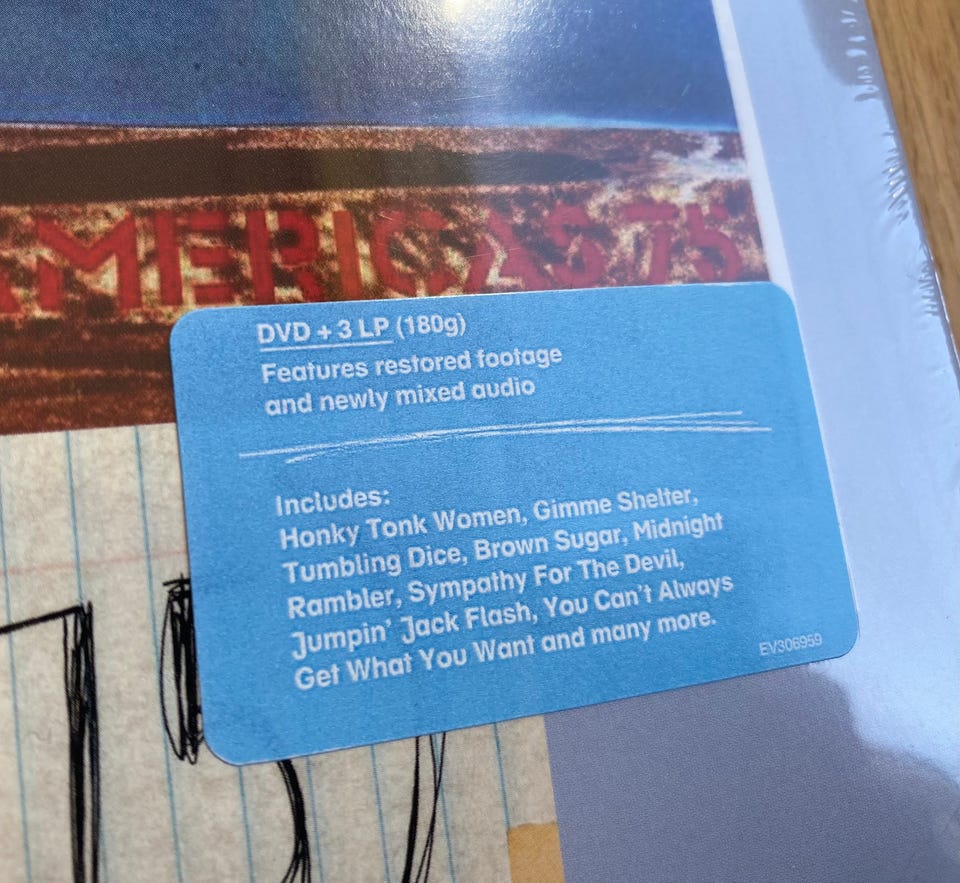 AMERICAS 75
DVD + 3 LP (180g)
Features restored footage
and newly mixed audio
Includes:
Honky Tonk Women, Gimme Shelter,
Tumbling Dice, Brown Sugar, Midnight
Rambler, Sympathy For The Devil,
Jumpin' Jack Flash, You Can't Always
Get What You Want and many more.
EV306959